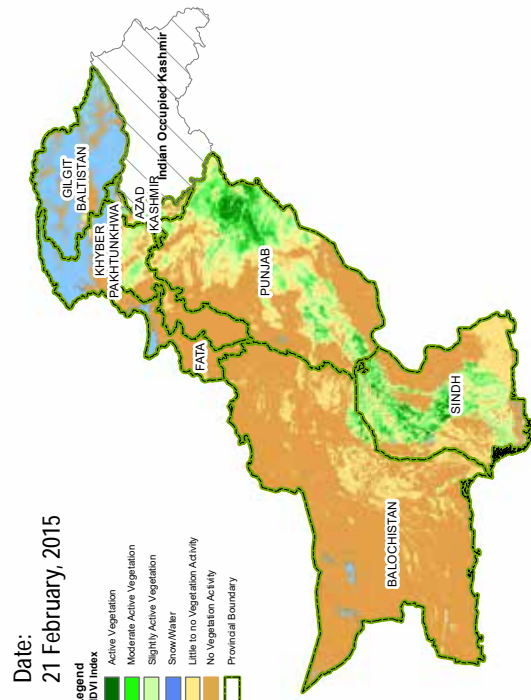 Date:
21 February, 2015
egend
DVI Index
Active Vegetation
Moderate Active Vegetation
Slightly Active Vegetation
Snow/Water
Little to no Vegetation Activity
No Vegetation Activity
Provincial Boundary
GILGIT
BALTISTAN
KHYBER
PAKHTUNKHWA
AZAD
KASHMIR
Indian Occupied Kashmir
FATA
PUNJAB
BALOCHISTAN
SINDH